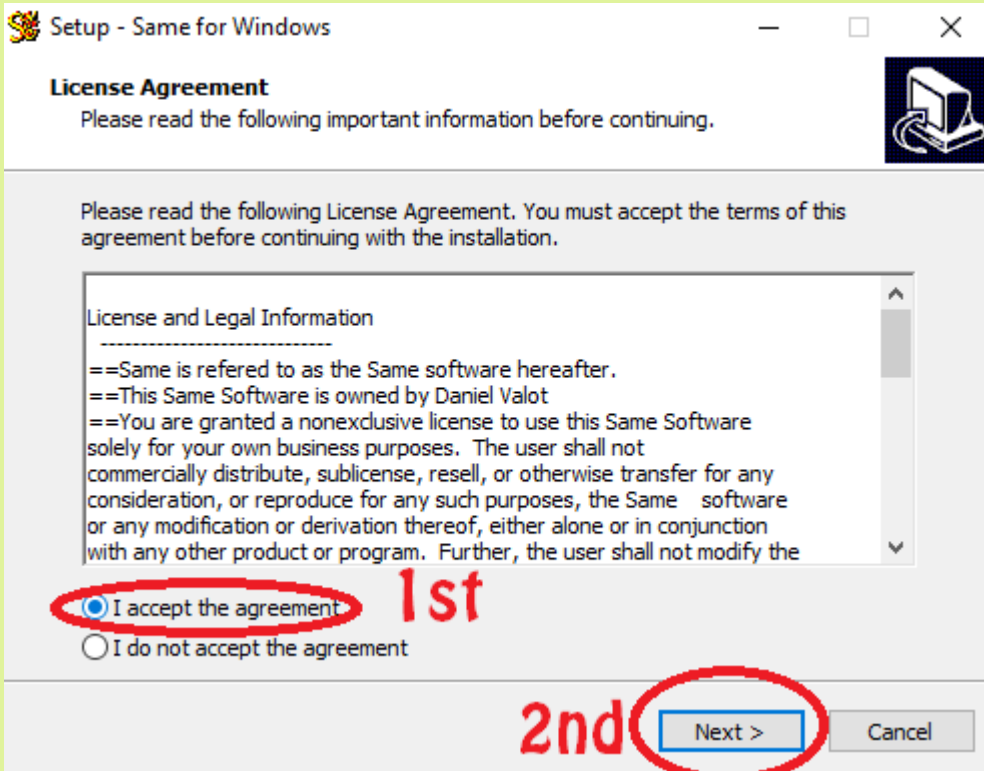 Setup - Same for Windows
License Agreement
Please read the following important information before continuing.
Please read the following License Agreement. You must accept the terms of this
agreement before continuing with the installation.
License and Legal Information
-----------------------------
==Same is refered to as the Same software hereafter.
==This Same Software is owned by Daniel Valot
==You are granted a nonexclusive license to use this Same Software
solely for your own business purposes.  The user shall not
commercially distribute, sublicense, resell, or otherwise transfer for any
consideration, or reproduce for any such purposes, the Same    software
or any modification or derivation thereof, either alone or in conjunction
with any other product or program.  Further, the user shall not modify the
I accept the agreement 1st
I do not accept the agreement
2nd Next > Cancel